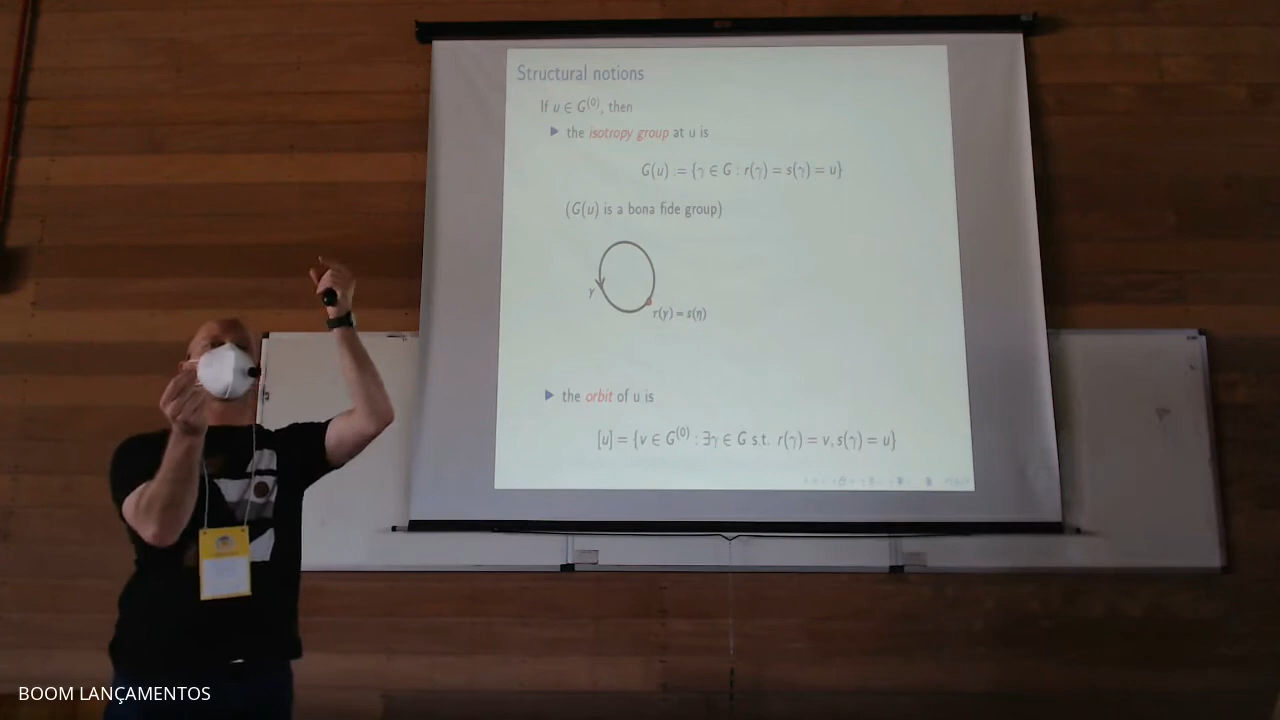 Structural notions
If u ∈ G⁽⁰⁾, then
▶ the isotropy group at u is
G(u) := {γ ∈ G : r(γ) = s(γ) = u}
(G(u) is a bona fide group)
γ
r(γ) = s(η)
▶ the orbit of u is
[u] = {v ∈ G⁽⁰⁾ : ∃γ ∈ G s.t. r(γ) = v, s(γ) = u}
BOOM LANÇAMENTOS